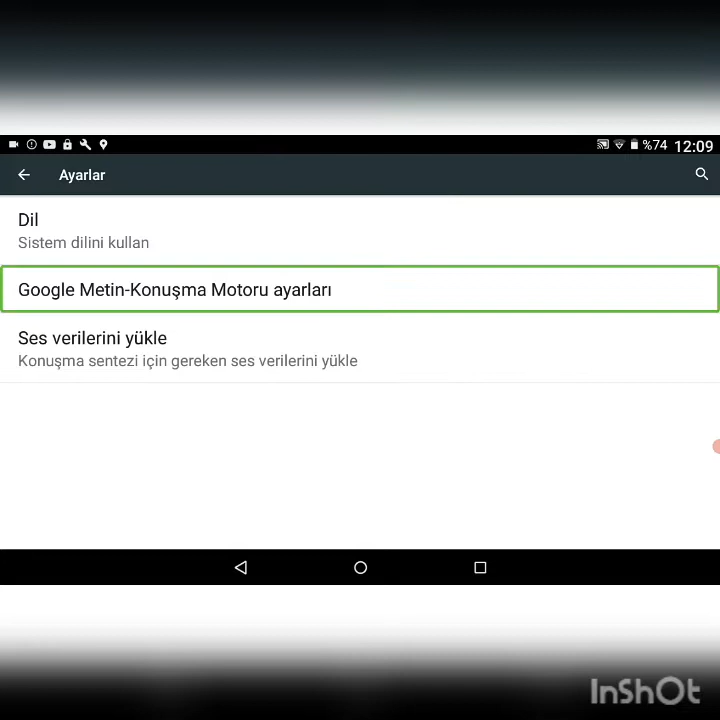 %74 12:09
Ayarlar
Dil
Sistem dilini kullan
Google Metin-Konuşma Motoru ayarları
Ses verilerini yükle
Konuşma sentezi için gereken ses verilerini yükle
InShOt